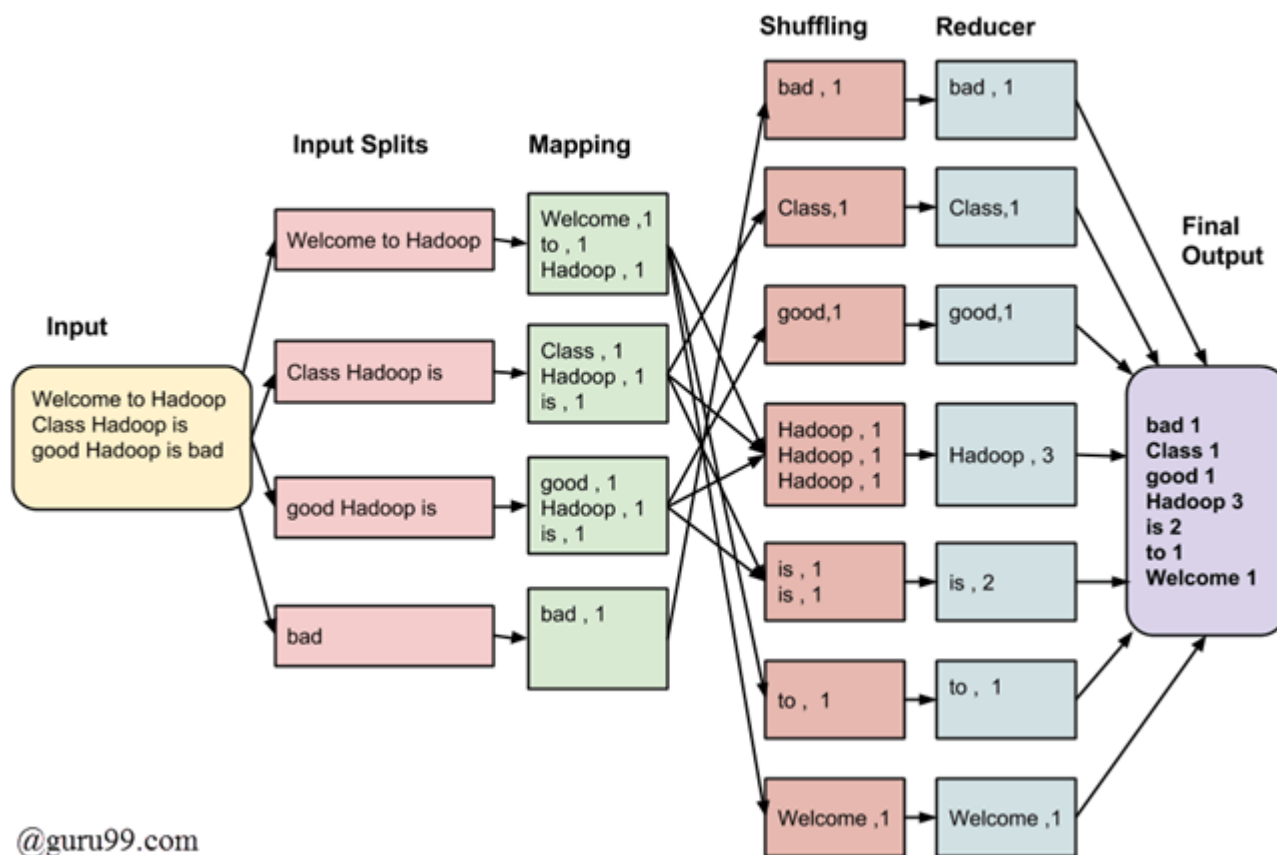 Input
Welcome to Hadoop
Class Hadoop is
good Hadoop is bad
Input Splits
Welcome to Hadoop
Class Hadoop is
good Hadoop is
bad
Mapping
Welcome ,1
to , 1
Hadoop , 1
Class , 1
Hadoop , 1
is , 1
good , 1
Hadoop , 1
is , 1
bad , 1
Shuffling
bad , 1
Class,1
good,1
Hadoop , 1
Hadoop , 1
Hadoop , 1
is , 1
is , 1
to , 1
Welcome ,1
Reducer
bad , 1
Class,1
good,1
Hadoop , 3
is , 2
to , 1
Welcome ,1
Final
Output
bad 1
Class 1
good 1
Hadoop 3
is 2
to 1
Welcome 1
@guru99.com